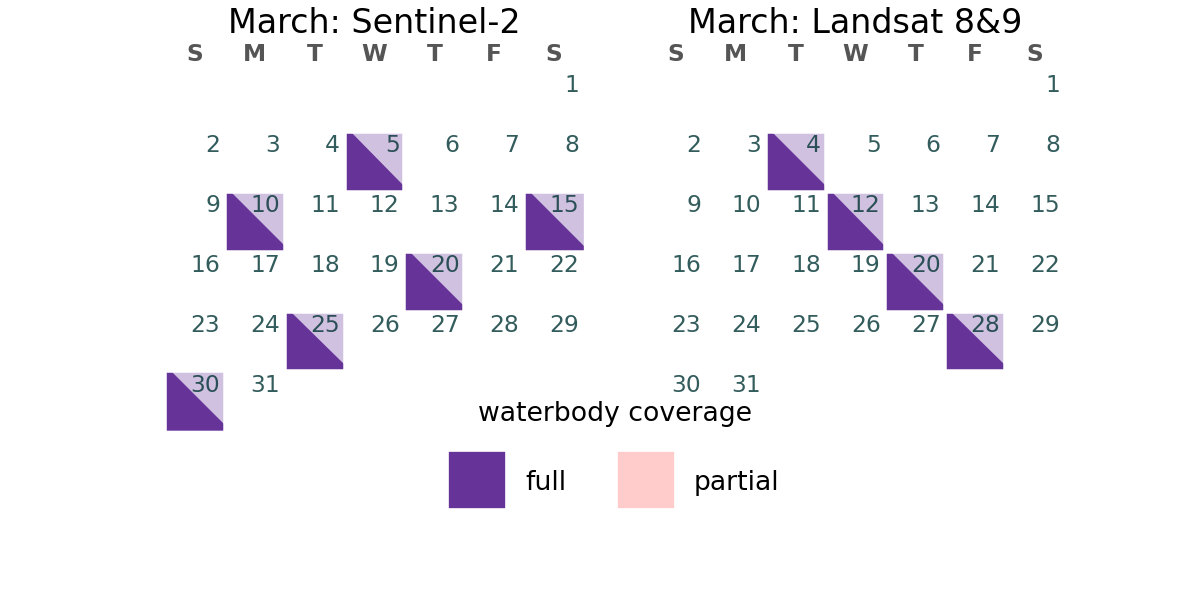 March: Sentinel-2
S M T W T F S
1
2 3 4 5 6 7 8
9 10 11 12 13 14 15
16 17 18 19 20 21 22
23 24 25 26 27 28 29
30 31
March: Landsat 8&9
S M T W T F S
1
2 3 4 5 6 7 8
9 10 11 12 13 14 15
16 17 18 19 20 21 22
23 24 25 26 27 28 29
30 31
waterbody coverage
full partial